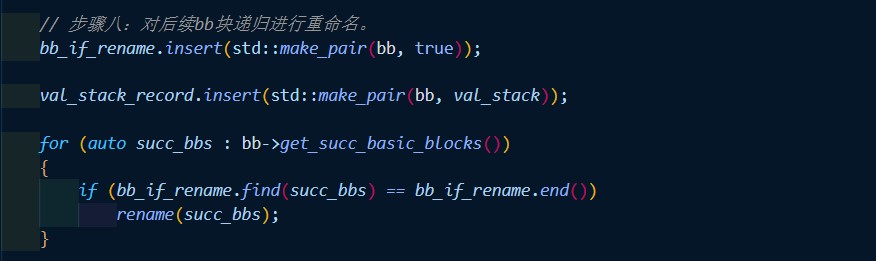 // 步骤八：对后续bb块递归进行重命名。
bb_if_rename.insert(std::make_pair(bb, true));
val_stack_record.insert(std::make_pair(bb, val_stack));
for (auto succ_bbs : bb->get_succ_basic_blocks())
{
if (bb_if_rename.find(succ_bbs) == bb_if_rename.end())
rename(succ_bbs);
}